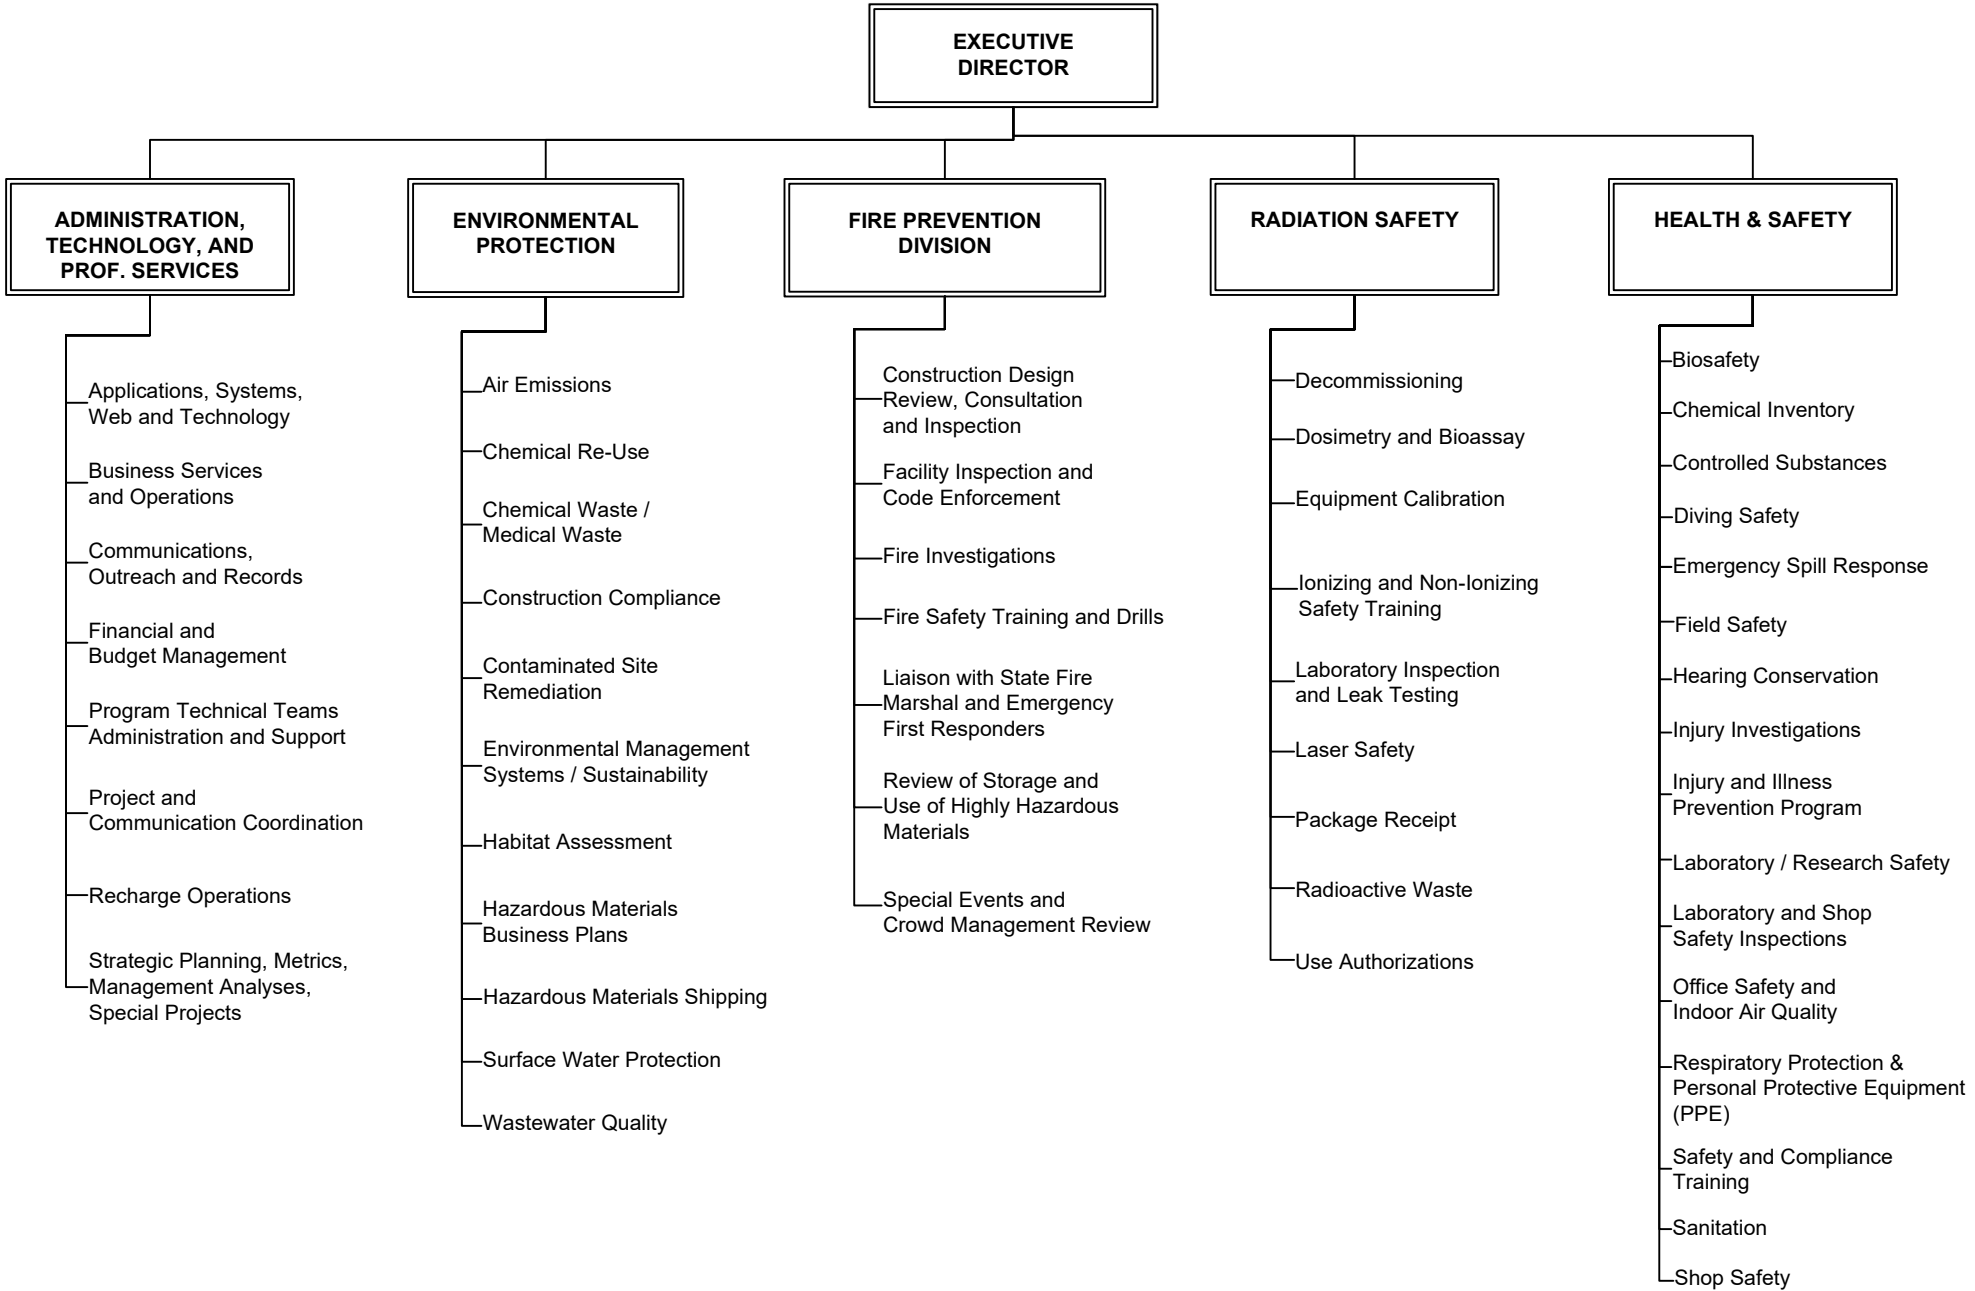 EXECUTIVE
DIRECTOR
ADMINISTRATION,
TECHNOLOGY, AND
PROF. SERVICES
Applications, Systems,
Web and Technology
Business Services
and Operations
Communications,
Outreach and Records
Financial and
Budget Management
Program Technical Teams
Administration and Support
Project and
Communication Coordination
Recharge Operations
Strategic Planning, Metrics,
Management Analyses,
Special Projects
ENVIRONMENTAL
PROTECTION
Air Emissions
Chemical Re-Use
Chemical Waste /
Medical Waste
Construction Compliance
Contaminated Site
Remediation
Environmental Management
Systems / Sustainability
Habitat Assessment
Hazardous Materials
Business Plans
Hazardous Materials Shipping
Surface Water Protection
Wastewater Quality
FIRE PREVENTION
DIVISION
Construction Design
Review, Consultation
and Inspection
Facility Inspection and
Code Enforcement
Fire Investigations
Fire Safety Training and Drills
Liaison with State Fire
Marshal and Emergency
First Responders
Review of Storage and
Use of Highly Hazardous
Materials
Special Events and
Crowd Management Review
RADIATION SAFETY
Decommissioning
Dosimetry and Bioassay
Equipment Calibration
Ionizing and Non-Ionizing
Safety Training
Laboratory Inspection
and Leak Testing
Laser Safety
Package Receipt
Radioactive Waste
Use Authorizations
HEALTH & SAFETY
Biosafety
Chemical Inventory
Controlled Substances
Diving Safety
Emergency Spill Response
Field Safety
Hearing Conservation
Injury Investigations
Injury and Illness
Prevention Program
Laboratory / Research Safety
Laboratory and Shop
Safety Inspections
Office Safety and
Indoor Air Quality
Respiratory Protection &
Personal Protective Equipment
(PPE)
Safety and Compliance
Training
Sanitation
Shop Safety